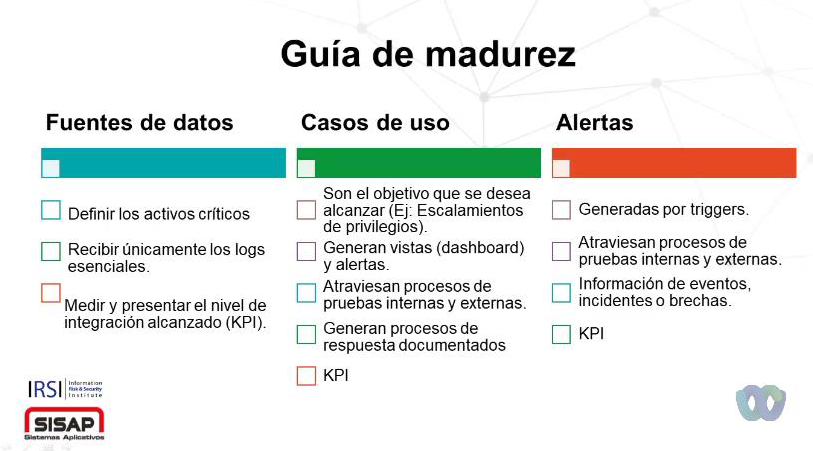 Guía de madurez
Fuentes de datos
Definir los activos críticos
Recibir únicamente los logs
esenciales.
Medir y presentar el nivel de
integración alcanzado (KPI).
Casos de uso
Son el objetivo que se desea
alcanzar (Ej: Escalamientos
de privilegios).
Generan vistas (dashboard)
y alertas.
Atraviesan procesos de
pruebas internas y externas.
Generan procesos de
respuesta documentados
KPI
Alertas
Generadas por triggers.
Atraviesan procesos de
pruebas internas y externas.
Información de eventos,
incidentes o brechas.
KPI
IRSI
Information
Risk & Security
Institute
SISAP
Sistemas Aplicativos